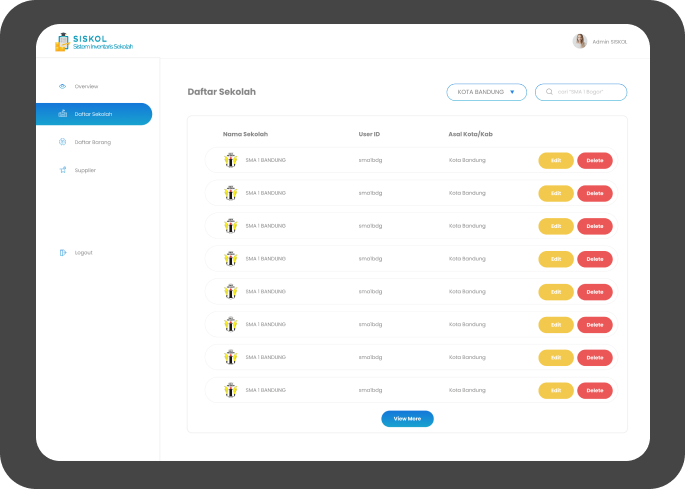 SISKOL
Sistem Inventaris Sekolah
Admin SISKOL
Overview
Daftar Sekolah
Daftar Barang
Supplier
Logout
Daftar Sekolah
KOTA BANDUNG
cari "SMA 1 Bogor"
Nama Sekolah User ID Asal Kota/Kab
SMA 1 BANDUNG sma1bdg Kota Bandung Edit Delete
SMA 1 BANDUNG sma1bdg Kota Bandung Edit Delete
SMA 1 BANDUNG sma1bdg Kota Bandung Edit Delete
SMA 1 BANDUNG sma1bdg Kota Bandung Edit Delete
SMA 1 BANDUNG sma1bdg Kota Bandung Edit Delete
SMA 1 BANDUNG sma1bdg Kota Bandung Edit Delete
SMA 1 BANDUNG sma1bdg Kota Bandung Edit Delete
SMA 1 BANDUNG sma1bdg Kota Bandung Edit Delete
View More